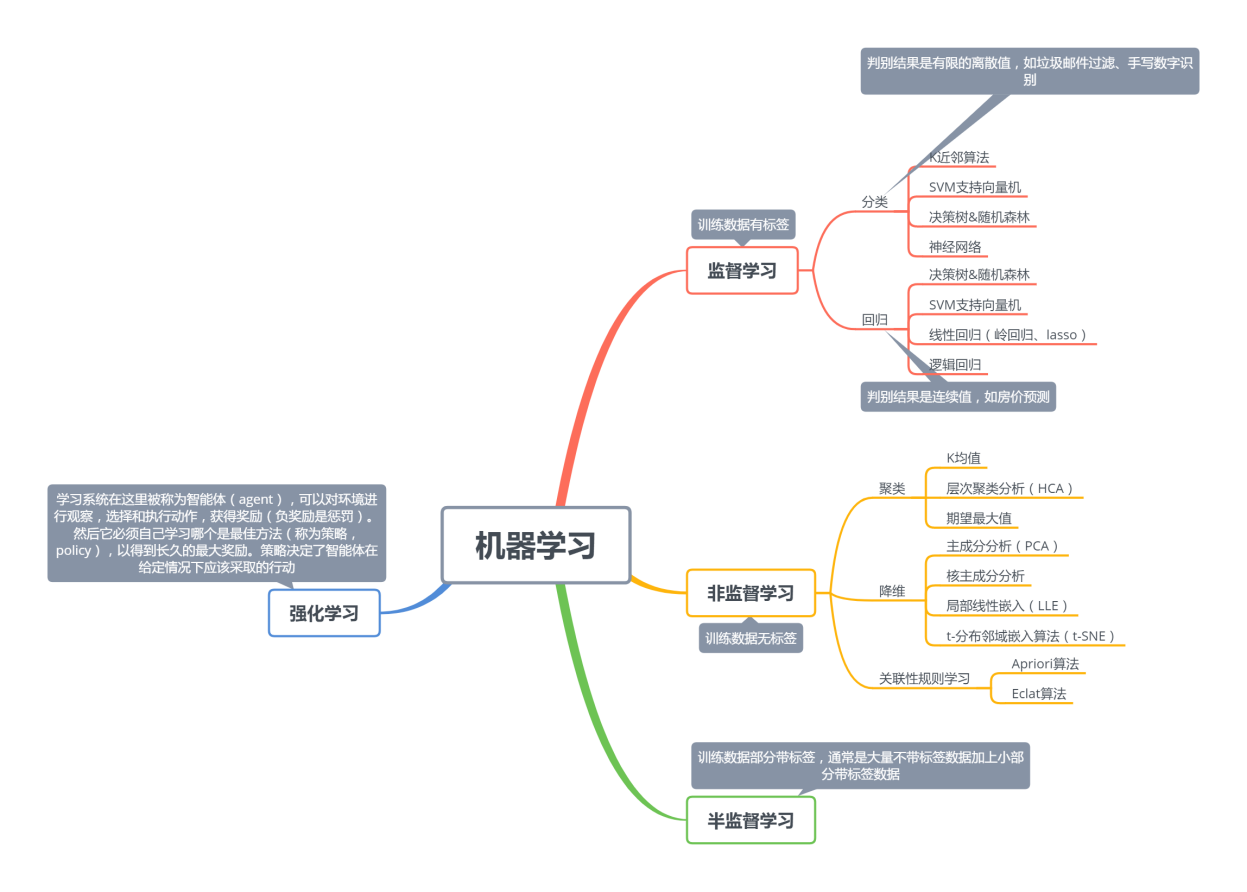 判别结果是有限的离散值，如垃圾邮件过滤、手写数字识
别
K近邻算法
SVM支持向量机
分类
决策树&随机森林
训练数据有标签
神经网络
监督学习
决策树&随机森林
SVM支持向量机
回归
线性回归（岭回归、lasso）
逻辑回归
判别结果是连续值，如房价预测
K均值
聚类
层次聚类分析（HCA）
期望最大值
学习系统在这里被称为智能体（agent），可以对环境进
行观察，选择和执行动作，获得奖励（负奖励是惩罚）。
然后它必须自己学习哪个是最佳方法（称为策略，
policy），以得到长久的最大奖励。策略决定了智能体在
给定情况下应该采取的行动
机器学习
主成分分析（PCA）
核主成分分析
降维
非监督学习
局部线性嵌入（LLE）
强化学习
训练数据无标签
t-分布邻域嵌入算法（t-SNE）
Apriori算法
关联性规则学习
Eclat算法
训练数据部分带标签，通常是大量不带标签数据加上小部
分带标签数据
半监督学习